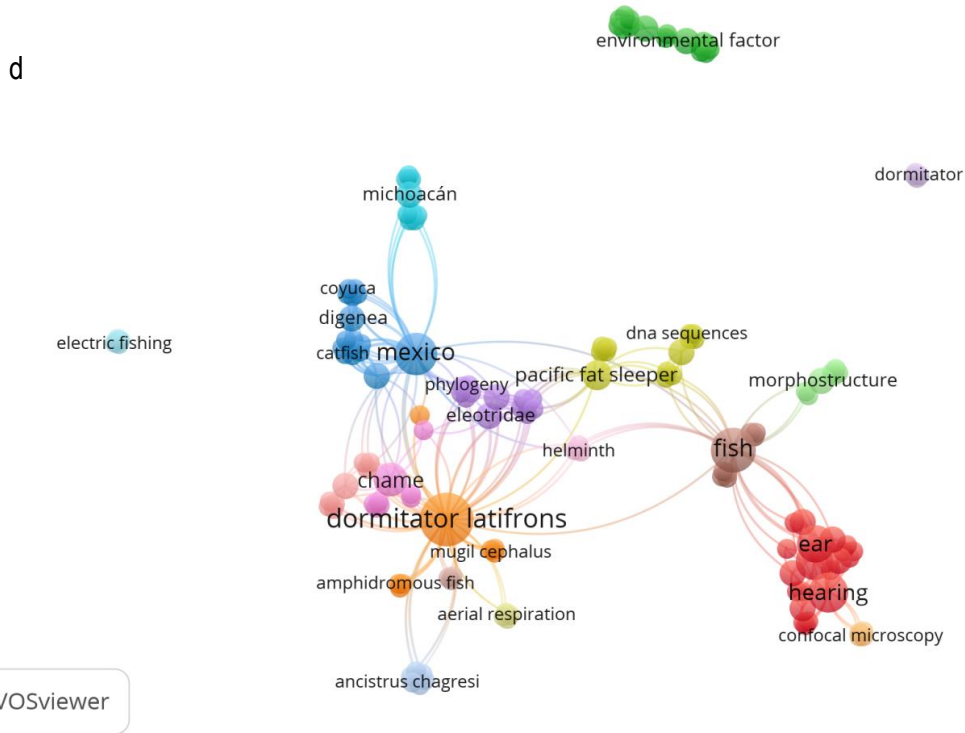 environmental factor
d
dormitator
michoacán
coyuca
digenea
dna sequences
electric fishing
catfish
mexico
pacific fat sleeper
morphostructure
phylogeny
eleotridae
helminth
fish
chame
dormitator latifrons
ear
mugil cephalus
amphidromous fish
hearing
aerial respiration
confocal microscopy
ancistrus chagresi
VOSviewer